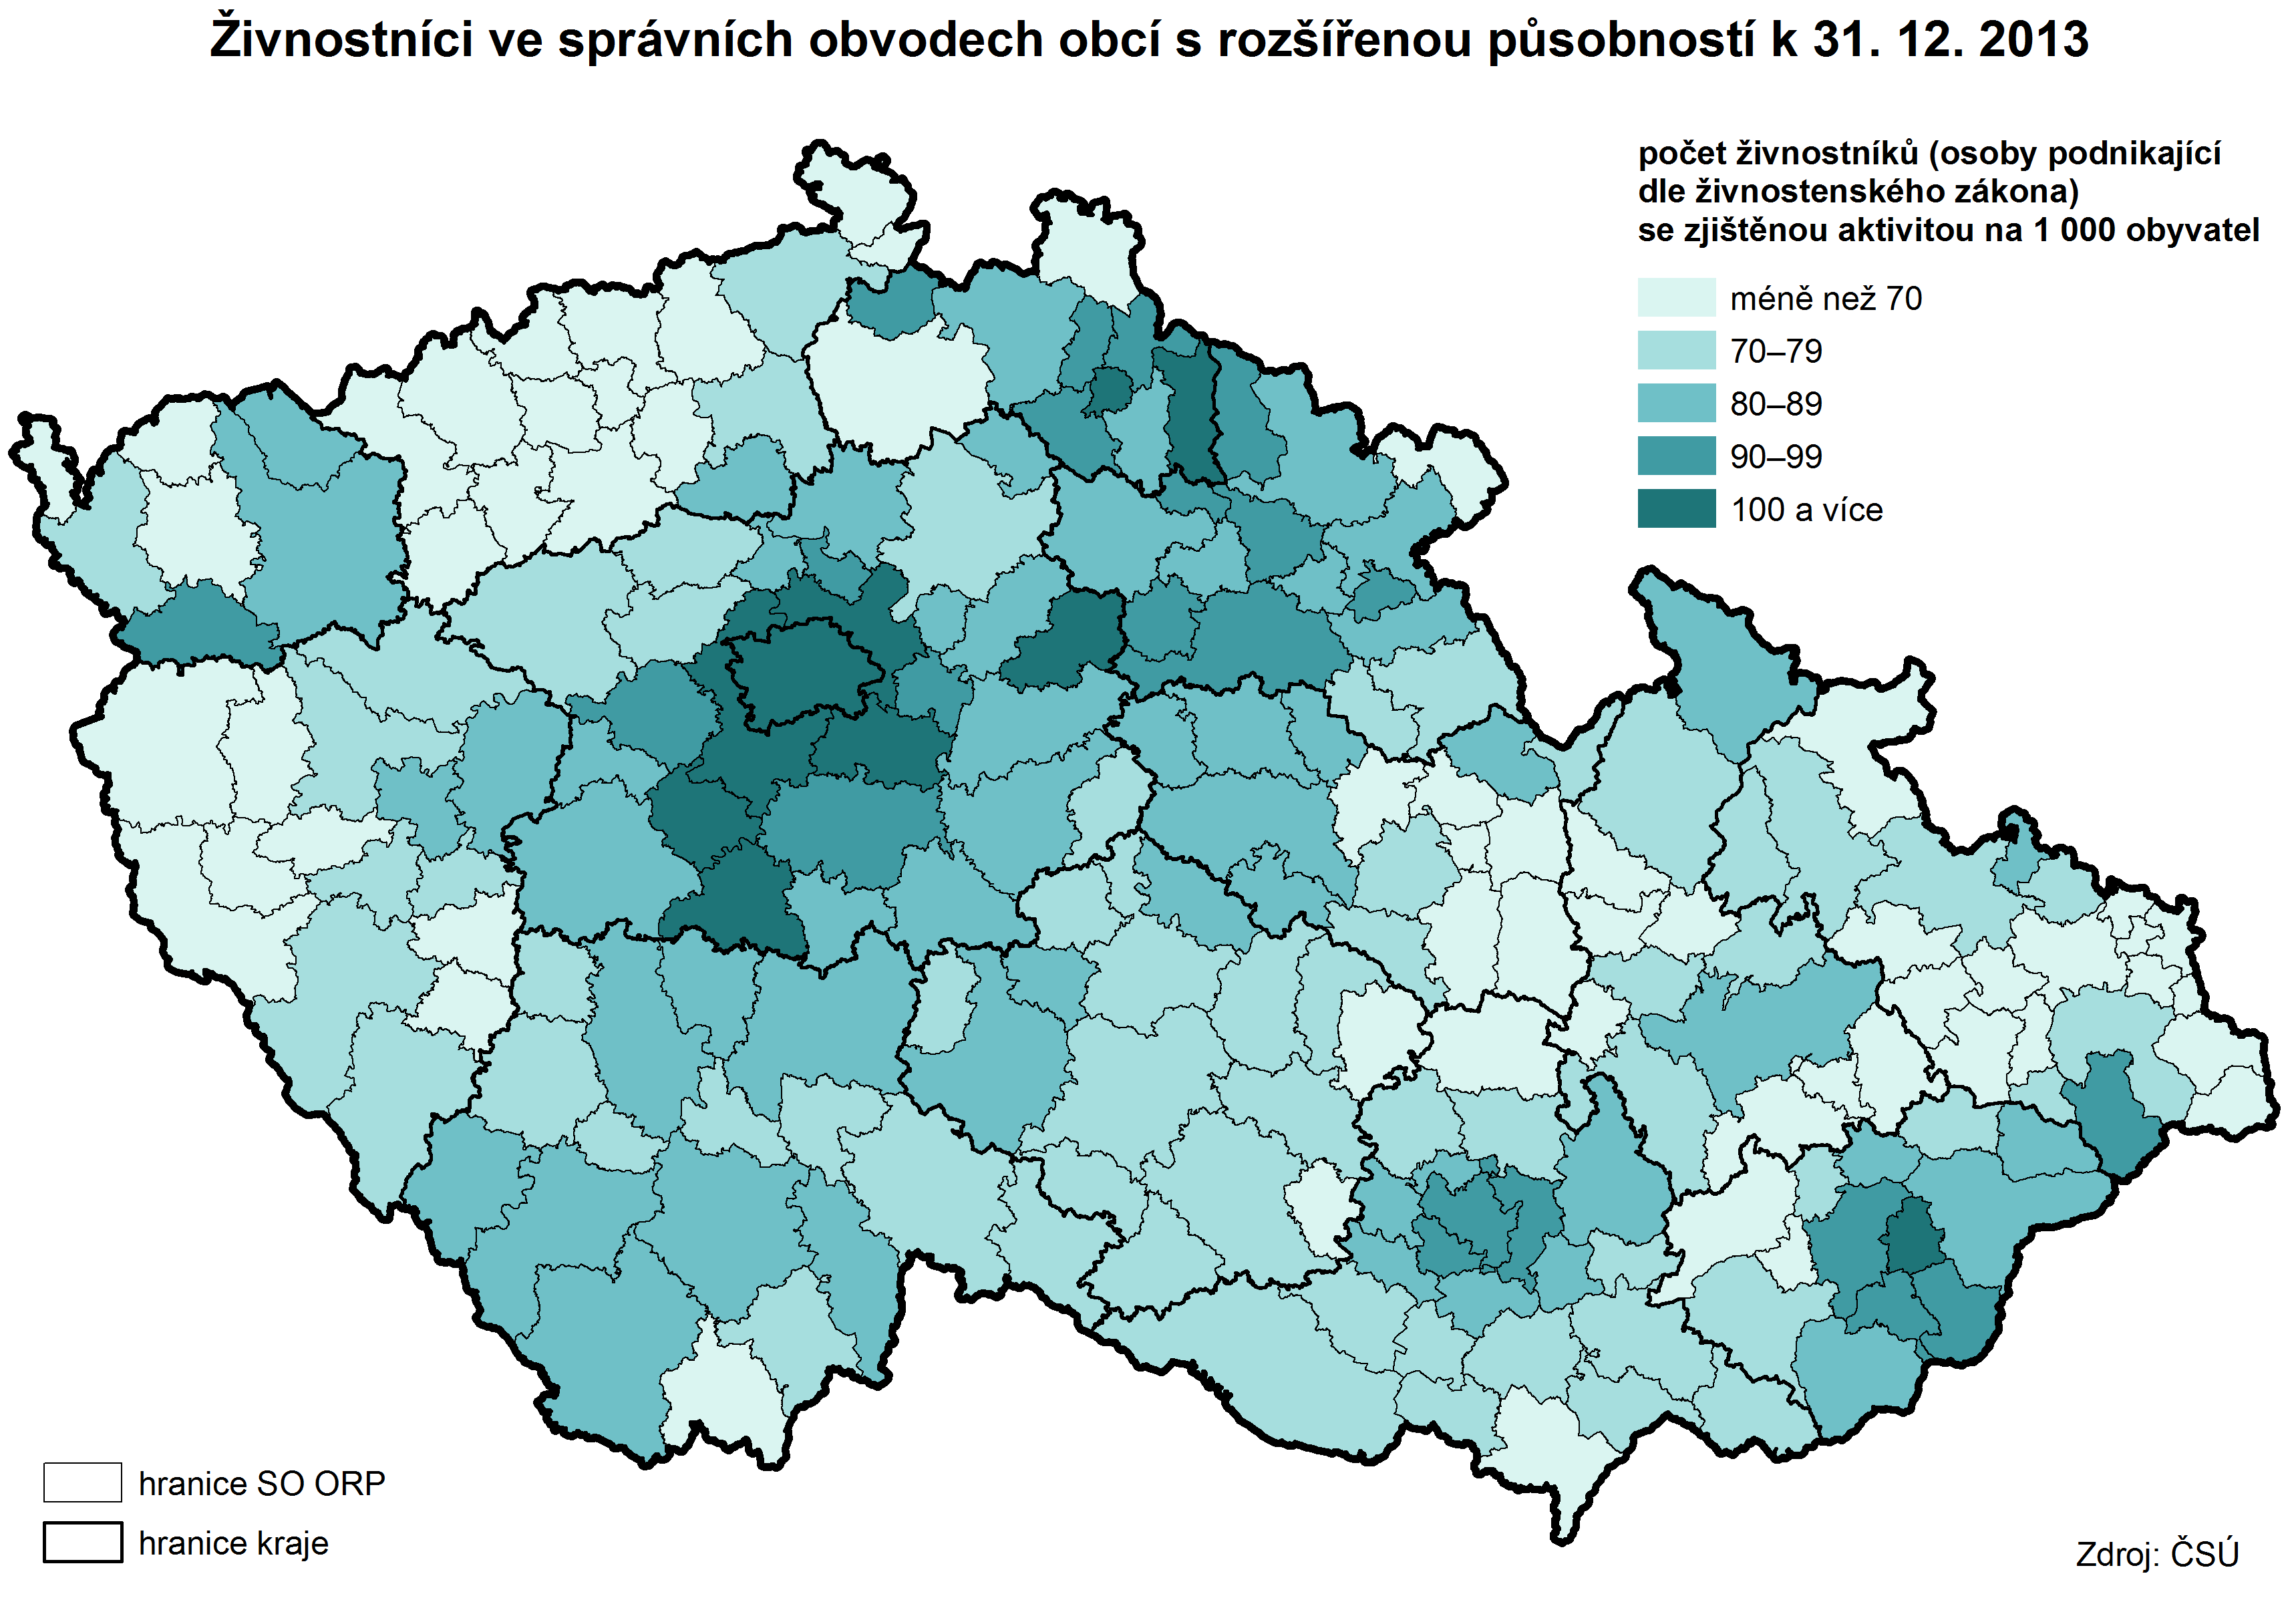 Živnostníci ve správních obvodech obcí s rozšířenou působností k 31. 12. 2013
počet živnostníků (osoby podnikající
dle živnostenského zákona)
se zjištěnou aktivitou na 1 000 obyvatel
méně než 70
70–79
80–89
90–99
100 a více
hranice SO ORP
hranice kraje
Zdroj: ČSÚ